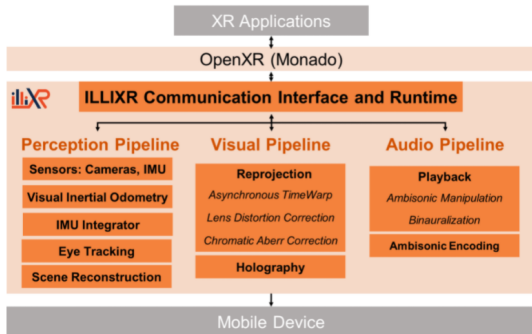 XR Applications
OpenXR (Monado)
illiXR
ILLIXR Communication Interface and Runtime
Perception Pipeline
Sensors: Cameras, IMU
Visual Inertial Odometry
IMU Integrator
Eye Tracking
Scene Reconstruction
Visual Pipeline
Reprojection
Asynchronous TimeWarp
Lens Distortion Correction
Chromatic Aberr Correction
Holography
Audio Pipeline
Playback
Ambisonic Manipulation
Binauralization
Ambisonic Encoding
Mobile Device